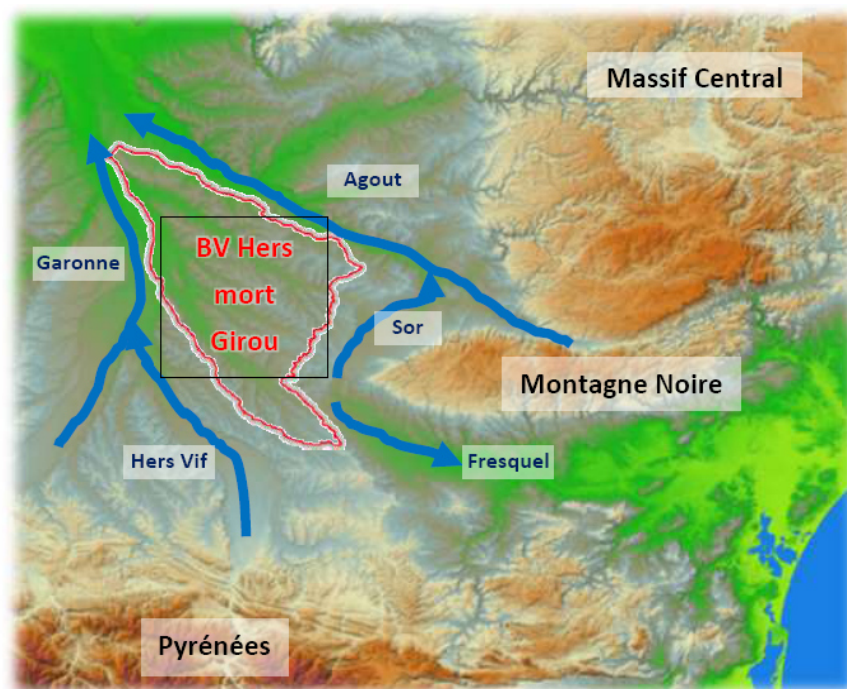 Massif Central
Agout
BV Hers
mort
Girou
Garonne
Sor
Montagne Noire
Hers Vif
Fresquel
Pyrénées